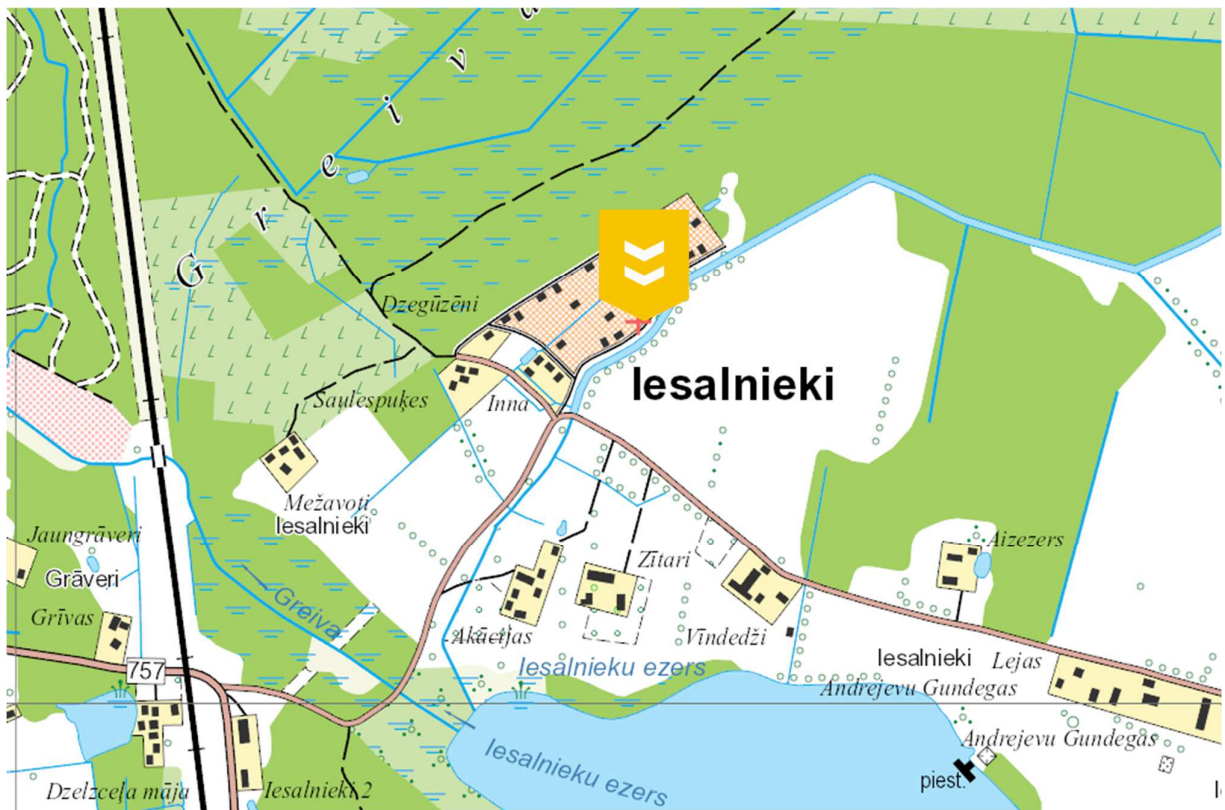 Greiva
Dzegūzēni
Iesalnieki
Saulespuķes
Inna
Mežavoti
Iesalnieki
Jaungrāveri
Grāveri
Aizezers
Zītari
Grīvas
Greiva
Akācijas
Vīndedži
757
Iesalnieku ezers
Iesalnieki
Lejas
Andrejevu Gundegas
Andrejevu Gundegas
Iesalnieku ezers
piest.
Dzelzceļa māja
Iesalnieki 2